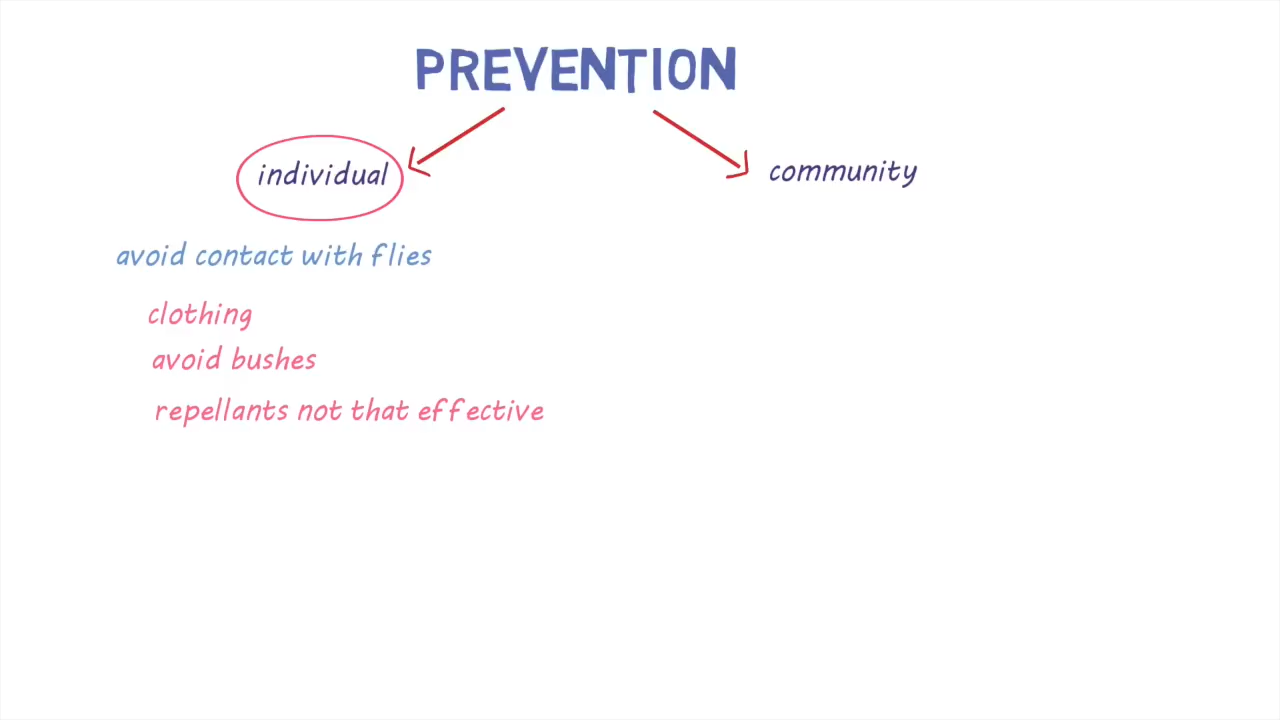 PREVENTION
individual
community
avoid contact with flies
clothing
avoid bushes
repellants not that effective